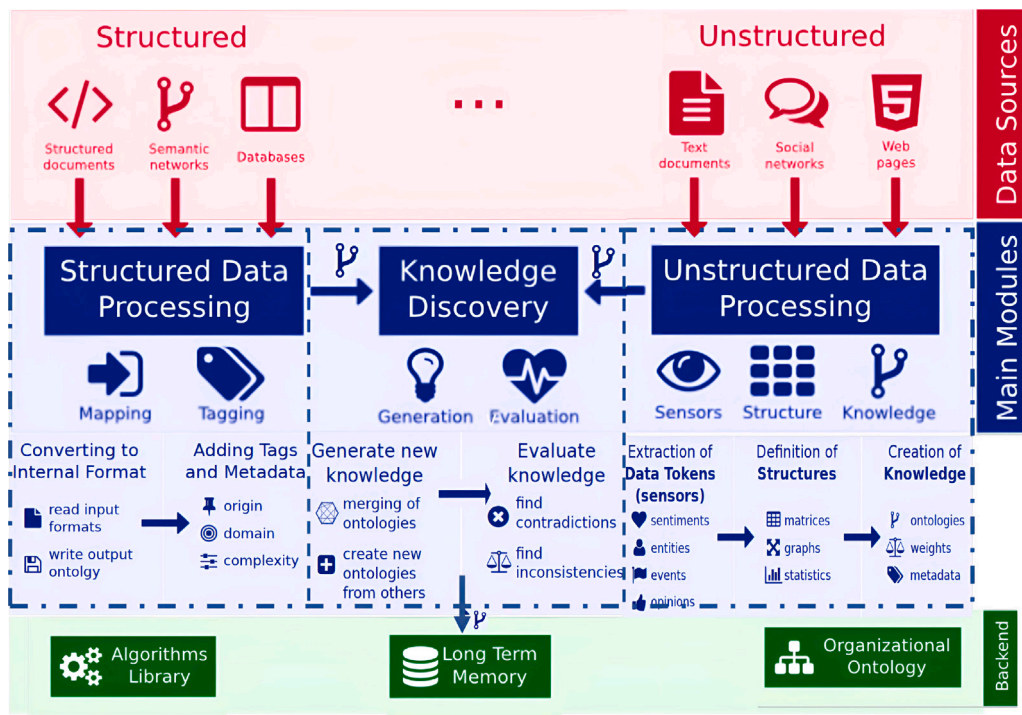 Structured
Unstructured
...
Structured
documents
Semantic
networks
Databases
Text
documents
Social
networks
Web
pages
Data Sources
Structured Data
Processing
Knowledge
Discovery
Unstructured Data
Processing
Main Modules
Mapping
Tagging
Generation
Evaluation
Sensors
Structure
Knowledge
Converting to
Internal Format
read input
formats
write output
ontolgy
Adding Tags
and Metadata
origin
domain
complexity
Generate new
knowledge
merging of
ontologies
create new
ontologies
from others
Evaluate
knowledge
find
contradictions
find
inconsistencies
Extraction of
Data Tokens
(sensors)
sentiments
entities
events
opinions
Definition of
Structures
matrices
graphs
statistics
Creation of
Knowledge
ontologies
weights
metadata
Algorithms
Library
Long Term
Memory
Organizational
Ontology
Backend